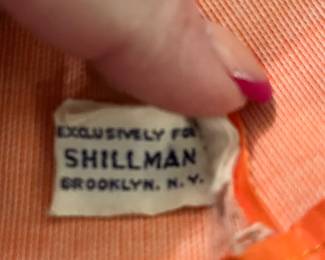 EXCLUSIVELY FOR
SHILLMAN
BROOKLYN, N.Y.